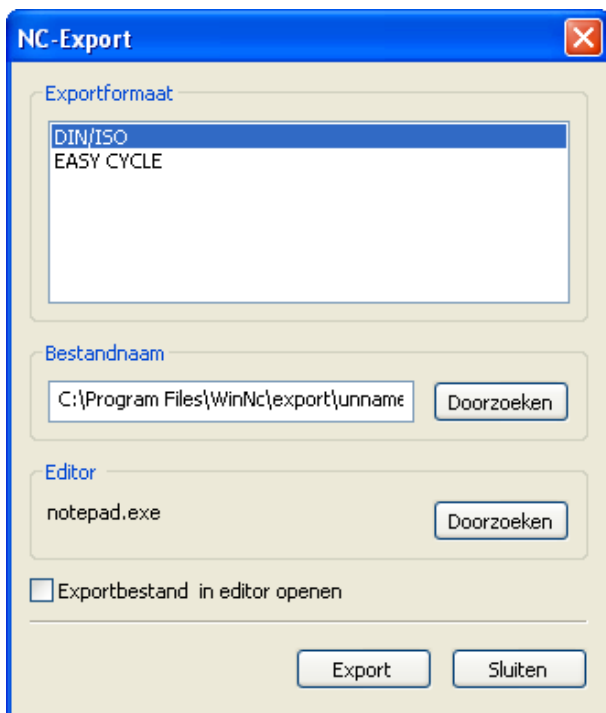 NC-Export
Exportformaat
DIN/ISO
EASY CYCLE
Bestandnaam
C:\Program Files\WinNc\export\unname
Doorzoeken
Editor
notepad.exe
Doorzoeken
Exportbestand in editor openen
Export
Sluiten